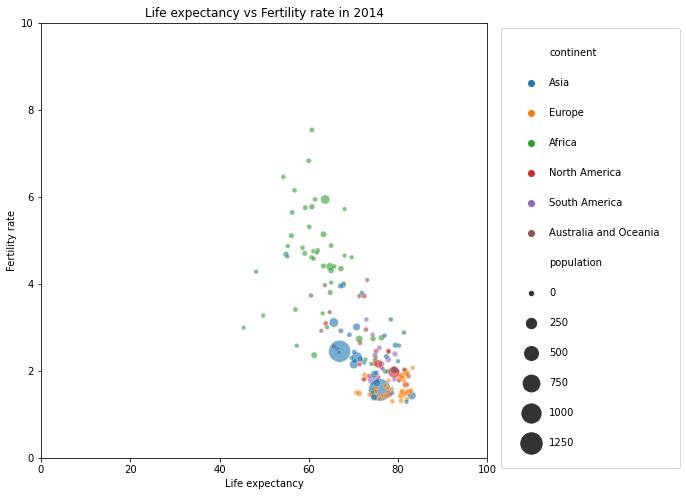 Life expectancy vs Fertility rate in 2014
10
8
6
4
2
0
Fertility rate
0 20 40 60 80 100
Life expectancy
continent
Asia
Europe
Africa
North America
South America
Australia and Oceania
population
0
250
500
750
1000
1250